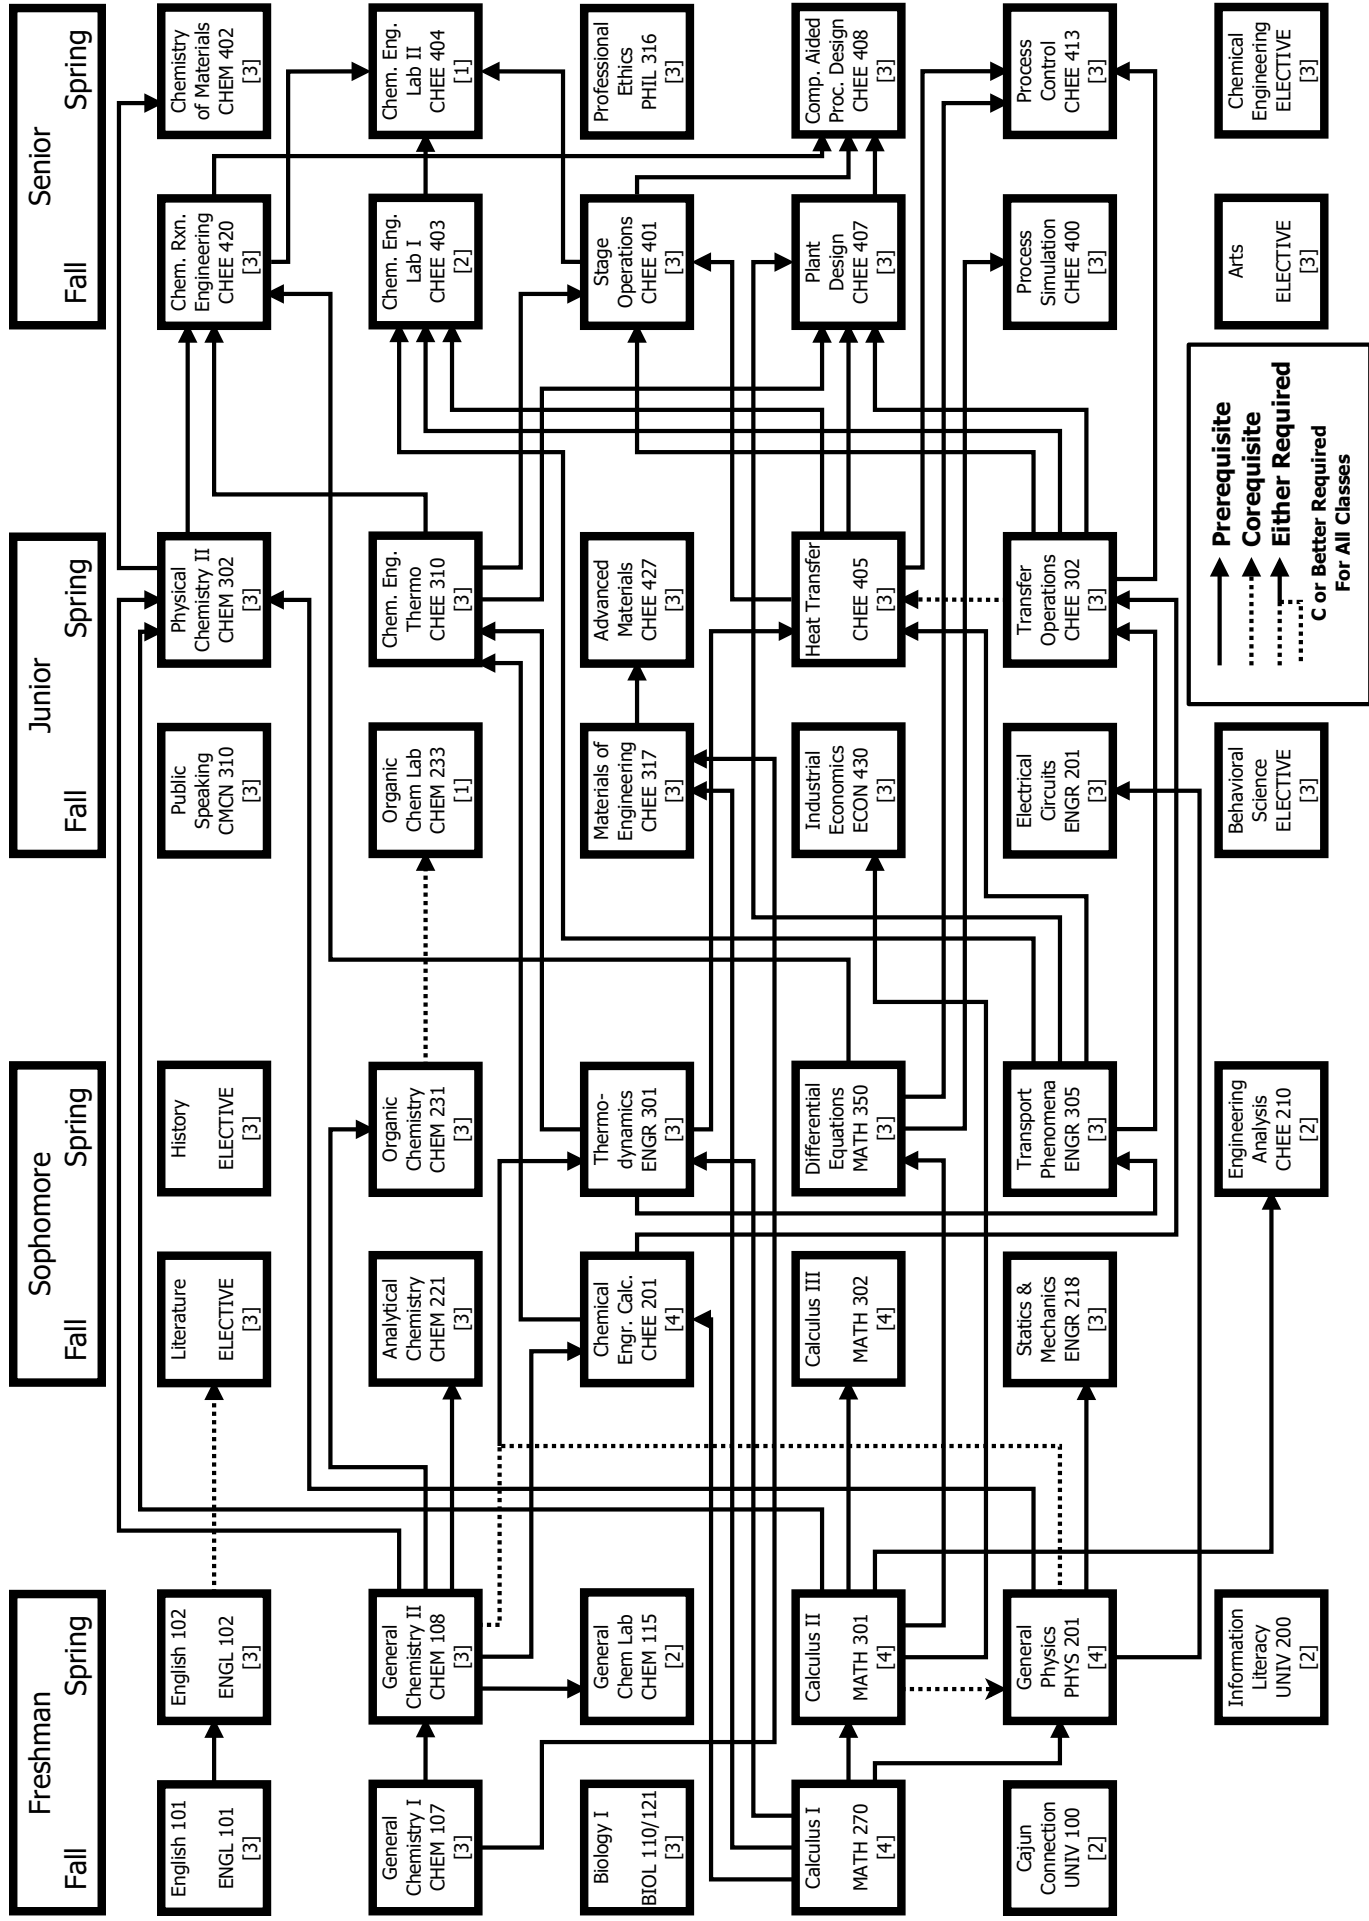 Freshman
Fall Spring
Sophomore
Fall Spring
Junior
Fall Spring
Senior
Fall Spring
English 101
ENGL 101
[3]
English 102
ENGL 102
[3]
Literature
ELECTIVE
[3]
History
ELECTIVE
[3]
Public
Speaking
CMCN 310
[3]
Physical
Chemistry II
CHEM 302
[3]
Chem. Rxn.
Engineering
CHEE 420
[3]
Chemistry
of Materials
CHEM 402
[3]
General
Chemistry I
CHEM 107
[3]
General
Chemistry II
CHEM 108
[3]
Analytical
Chemistry
CHEM 221
[3]
Organic
Chemistry
CHEM 231
[3]
Organic
Chem Lab
CHEM 233
[1]
Chem. Eng.
Thermo
CHEE 310
[3]
Chem. Eng.
Lab I
CHEE 403
[2]
Chem. Eng.
Lab II
CHEE 404
[1]
Biology I
BIOL 110/121
[3]
General
Chem Lab
CHEM 115
[2]
Chemical
Engr. Calc.
CHEE 201
[4]
Thermo-
dynamics
ENGR 301
[3]
Materials of
Engineering
CHEE 317
[3]
Advanced
Materials
CHEE 427
[3]
Stage
Operations
CHEE 401
[3]
Professional
Ethics
PHIL 316
[3]
Calculus I
MATH 270
[4]
Calculus II
MATH 301
[4]
Calculus III
MATH 302
[4]
Differential
Equations
MATH 350
[3]
Industrial
Economics
ECON 430
[3]
Heat Transfer
CHEE 405
[3]
Plant
Design
CHEE 407
[3]
Comp. Aided
Proc. Design
CHEE 408
[3]
Cajun
Connection
UNIV 100
[2]
General
Physics
PHYS 201
[4]
Statics &
Mechanics
ENGR 218
[3]
Transport
Phenomena
ENGR 305
[3]
Electrical
Circuits
ENGR 201
[3]
Transfer
Operations
CHEE 302
[3]
Process
Simulation
CHEE 400
[3]
Process
Control
CHEE 413
[3]
Information
Literacy
UNIV 200
[2]
Engineering
Analysis
CHEE 210
[2]
Behavioral
Science
ELECTIVE
[3]
Arts
ELECTIVE
[3]
Chemical
Engineering
ELECTIVE
[3]
Prerequisite
Corequisite
Either Required
C or Better Required
For All Classes